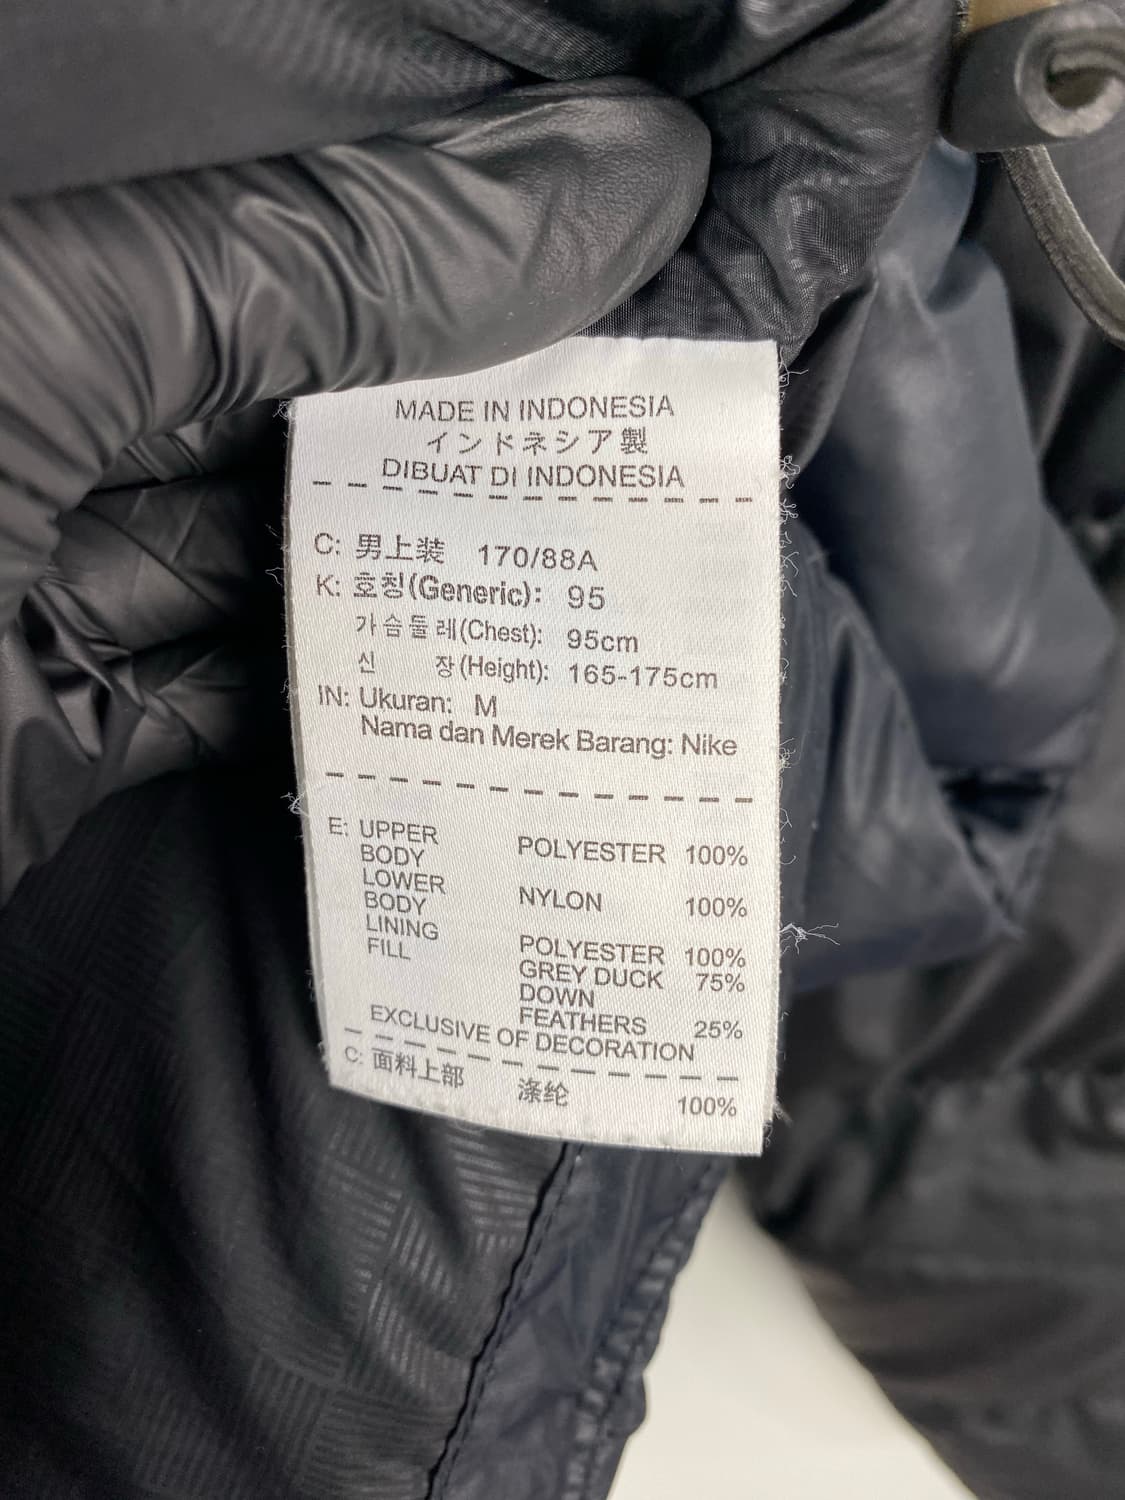 MADE IN INDONESIA
インドネシア製
DIBUAT DI INDONESIA
C: 男上装 170/88A
K: 호칭(Generic): 95
가슴둘레(Chest): 95cm
신 장(Height): 165-175cm
IN: Ukuran: M
Nama dan Merek Barang: Nike
E: UPPER BODY POLYESTER 100%
LOWER BODY NYLON 100%
LINING POLYESTER 100%
FILL GREY DUCK DOWN 75%
FEATHERS 25%
EXCLUSIVE OF DECORATION
C: 面料上部 涤纶 100%